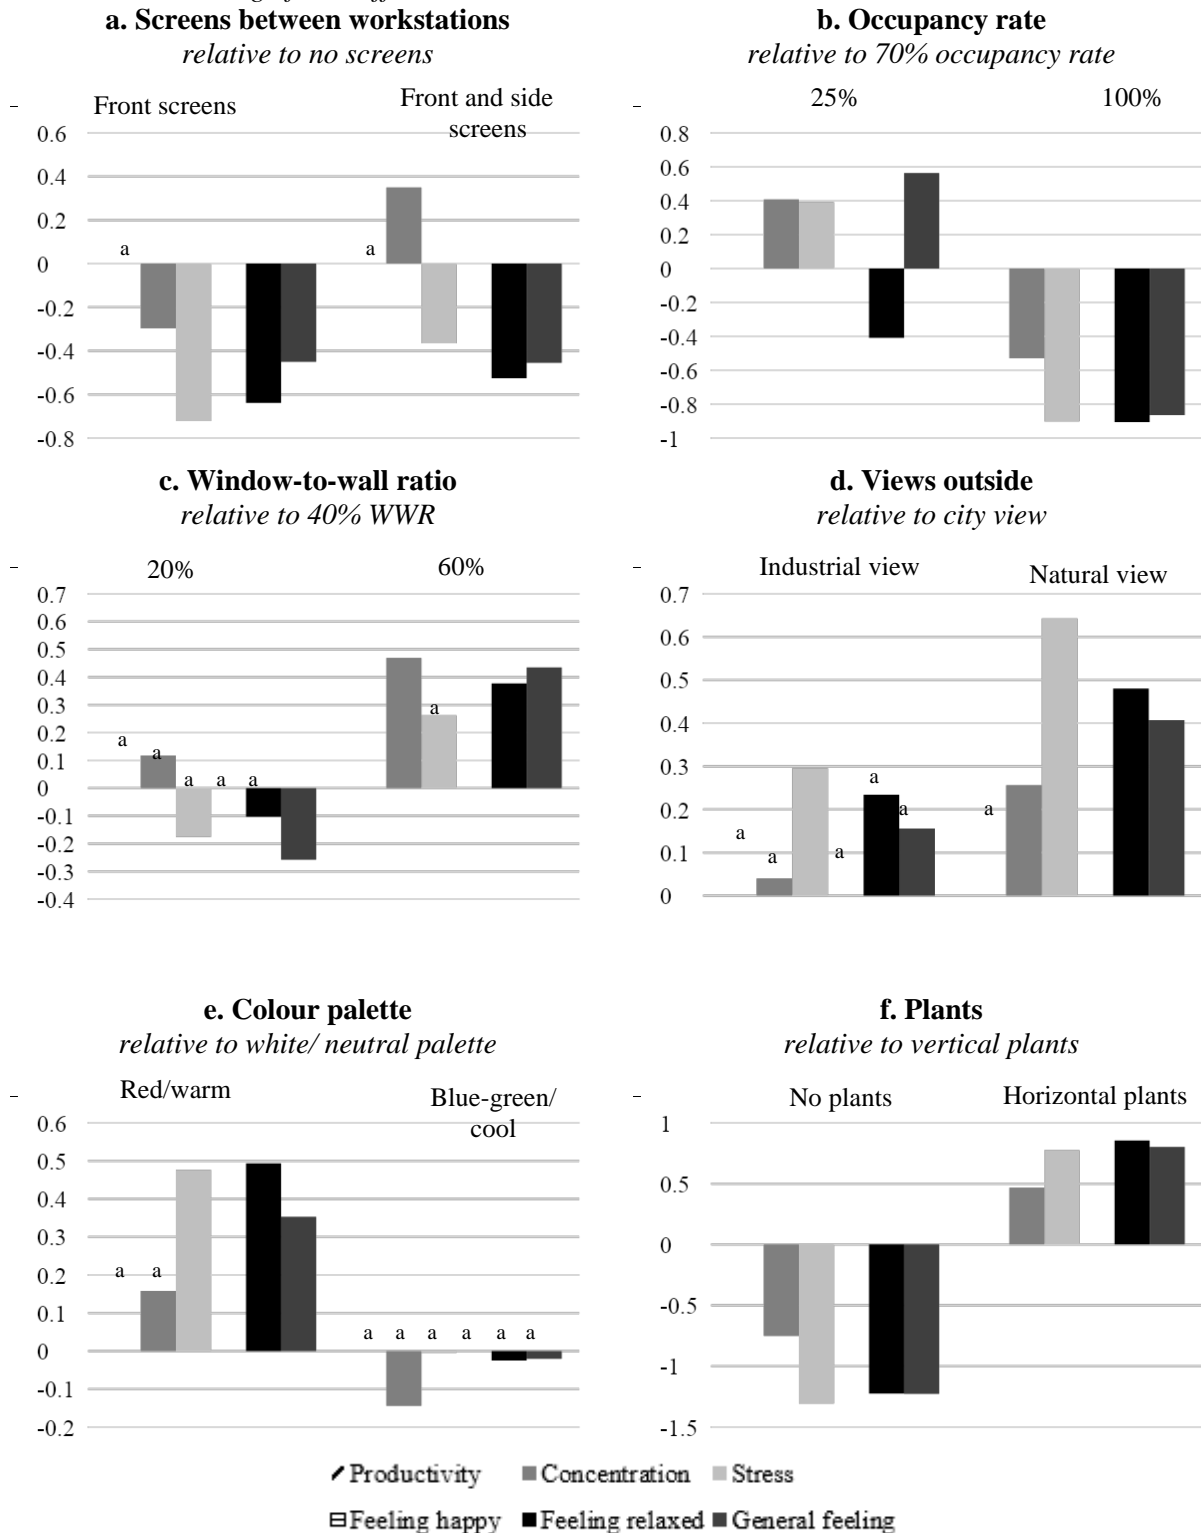 a. Screens between workstations
relative to no screens
Front screens
Front and side
screens
0.6
0.4
0.2
0
-0.2
-0.4
-0.6
-0.8
a
a
b. Occupancy rate
relative to 70% occupancy rate
25%
100%
0.8
0.6
0.4
0.2
0
-0.2
-0.4
-0.6
-0.8
-1
c. Window-to-wall ratio
relative to 40% WWR
20%
60%
0.7
0.6
0.5
0.4
0.3
0.2
0.1
0
-0.1
-0.2
-0.3
-0.4
a
a
a a a
a
d. Views outside
relative to city view
Industrial view
Natural view
0.7
0.6
0.5
0.4
0.3
0.2
0.1
0
a
a
a
a
a
a
e. Colour palette
relative to white/ neutral palette
Red/warm
Blue-green/
cool
0.6
0.5
0.4
0.3
0.2
0.1
0
-0.1
-0.2
a a
a a a a a a
f. Plants
relative to vertical plants
No plants
Horizontal plants
1
0.5
0
-0.5
-1
-1.5
Productivity Concentration Stress
Feeling happy Feeling relaxed General feeling